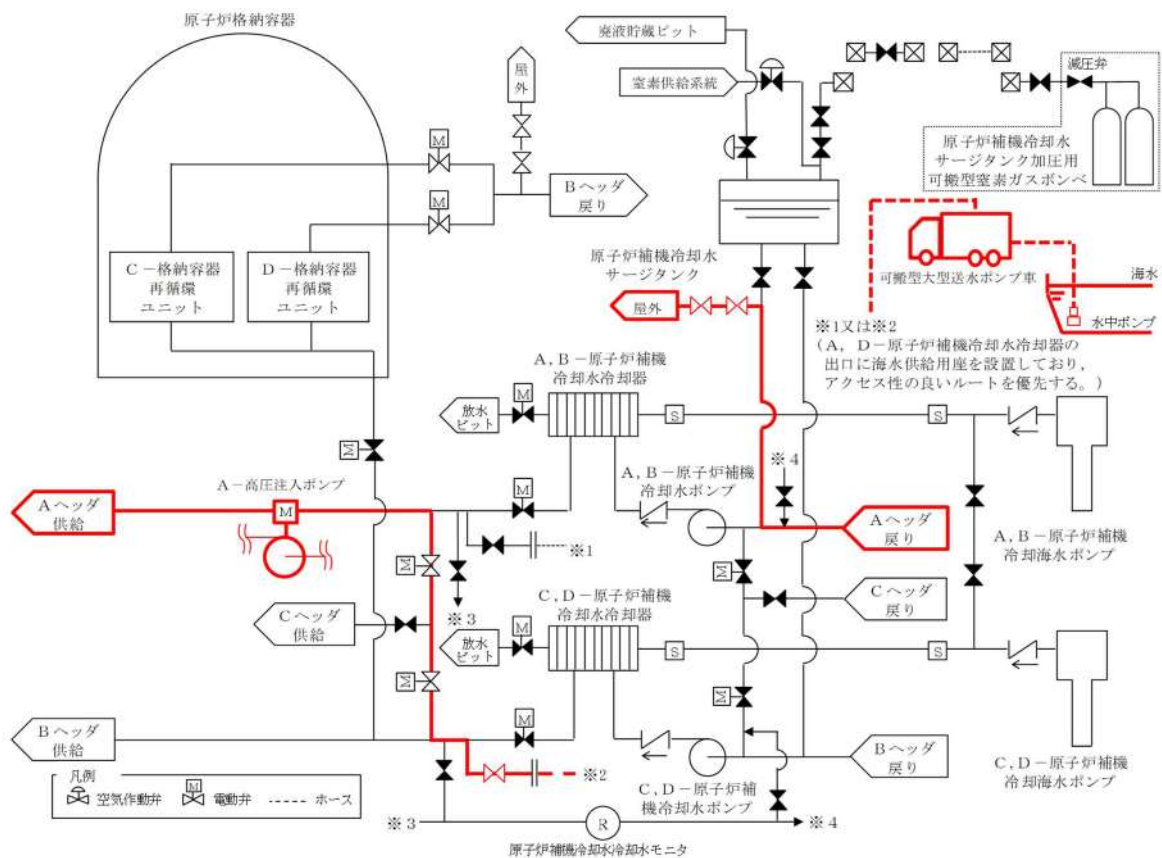 原子炉格納容器
廃液貯蔵ピット
屋外
窒素供給系統
減圧弁
原子炉補機冷却水
サージタンク加圧用
可搬型窒素ガスボンベ
M
M
Bヘッダ
戻り
C－格納容器
再循環
ユニット
D－格納容器
再循環
ユニット
原子炉補機冷却水
サージタンク
屋外
可搬型大型送水ポンプ車
海水
水中ポンプ
※1又は※2
（A，D－原子炉補機冷却水冷却器の
出口に海水供給用座を設置しており，
アクセス性の良いルートを優先する。）
A，B－原子炉補機
冷却水冷却器
放水
ピット
M
S
S
M
※4
A－高圧注入ポンプ
A，B－原子炉補機
冷却水ポンプ
Aヘッダ
供給
M
M
※1
Aヘッダ
戻り
A，B－原子炉補機
冷却海水ポンプ
M
M
Cヘッダ
供給
※3
C，D－原子炉補機
冷却水冷却器
Cヘッダ
戻り
放水
ピット
M
S
S
M
M
Bヘッダ
供給
M
Bヘッダ
戻り
※2
C，D－原子炉補
機冷却水ポンプ
C，D－原子炉補機
冷却海水ポンプ
凡例
空気作動弁
M
電動弁
ホース
※3
R
※4
原子炉補機冷却水冷却水モニタ